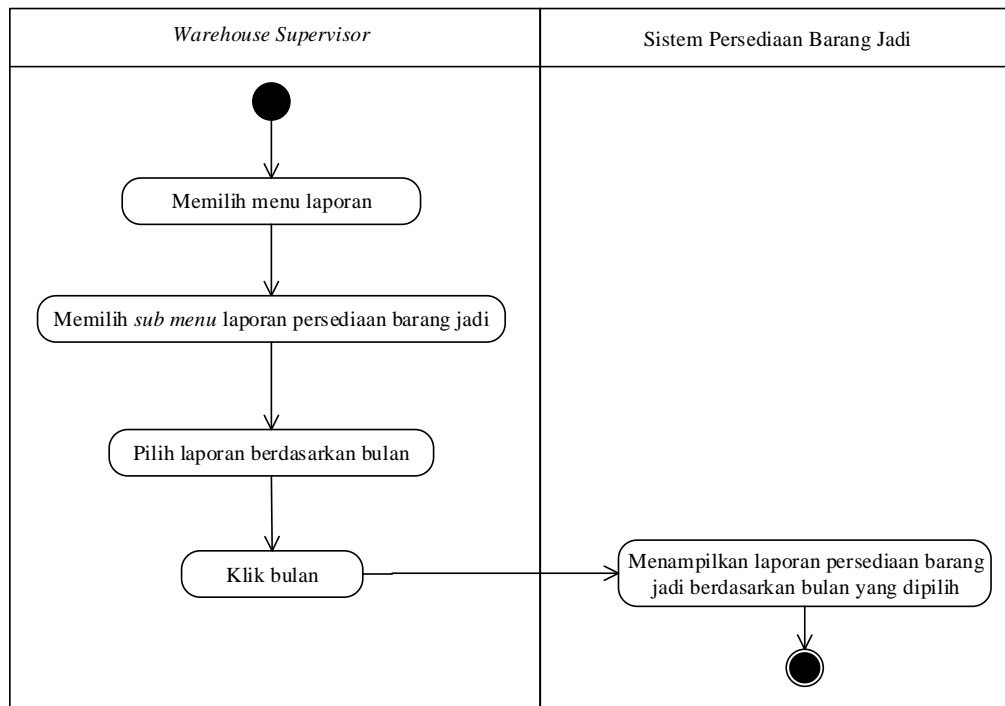 Warehouse Supervisor
Sistem Persediaan Barang Jadi
Memilih menu laporan
Memilih sub menu laporan persediaan barang jadi
Pilih laporan berdasarkan bulan
Klik bulan
Menampilkan laporan persediaan barang
jadi berdasarkan bulan yang dipilih